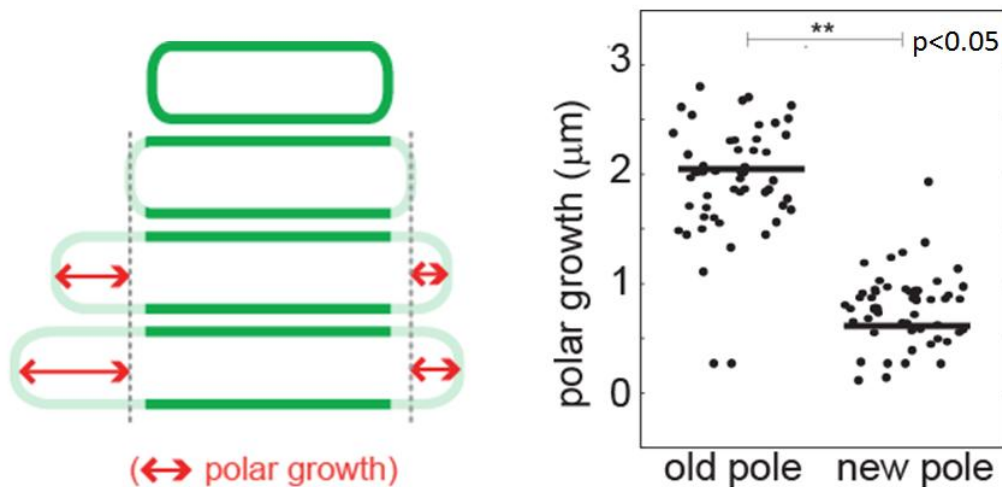 (↔ polar growth)
polar growth (μm)
3
2
1
0
**
p<0.05
old pole new pole